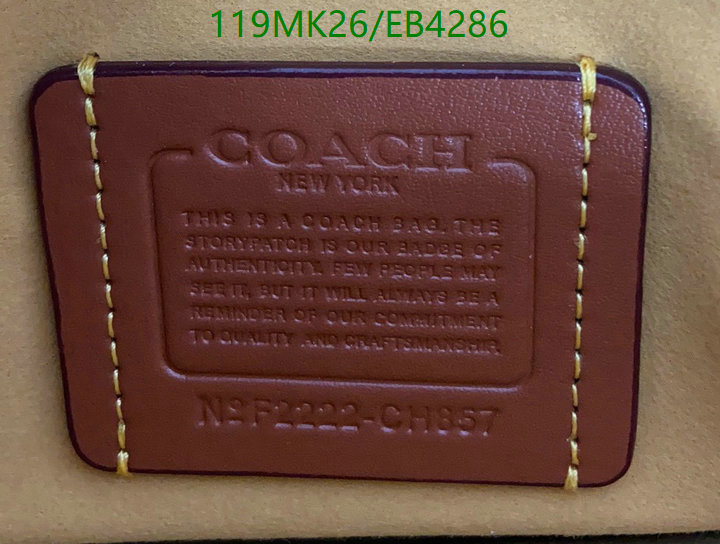 119MK26/EB4286
COACH
NEW YORK
THIS IS A COACH BAG. THE
STORYPATCH IS OUR BADGE OF
AUTHENTICITY. FEW PEOPLE MAY
SEE IT, BUT IT WILL ALWAYS BE A
REMINDER OF OUR COMMITMENT
TO QUALITY AND CRAFTSMANSHIP.
No F2222-CH857